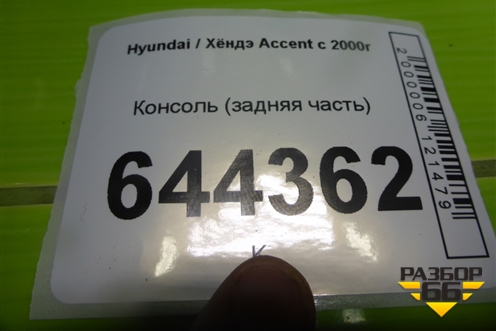 Hyundai / Хёндэ Accent с 2000г
Консоль (задняя часть)
644362
К
2000006121479
РАЗБОР
66